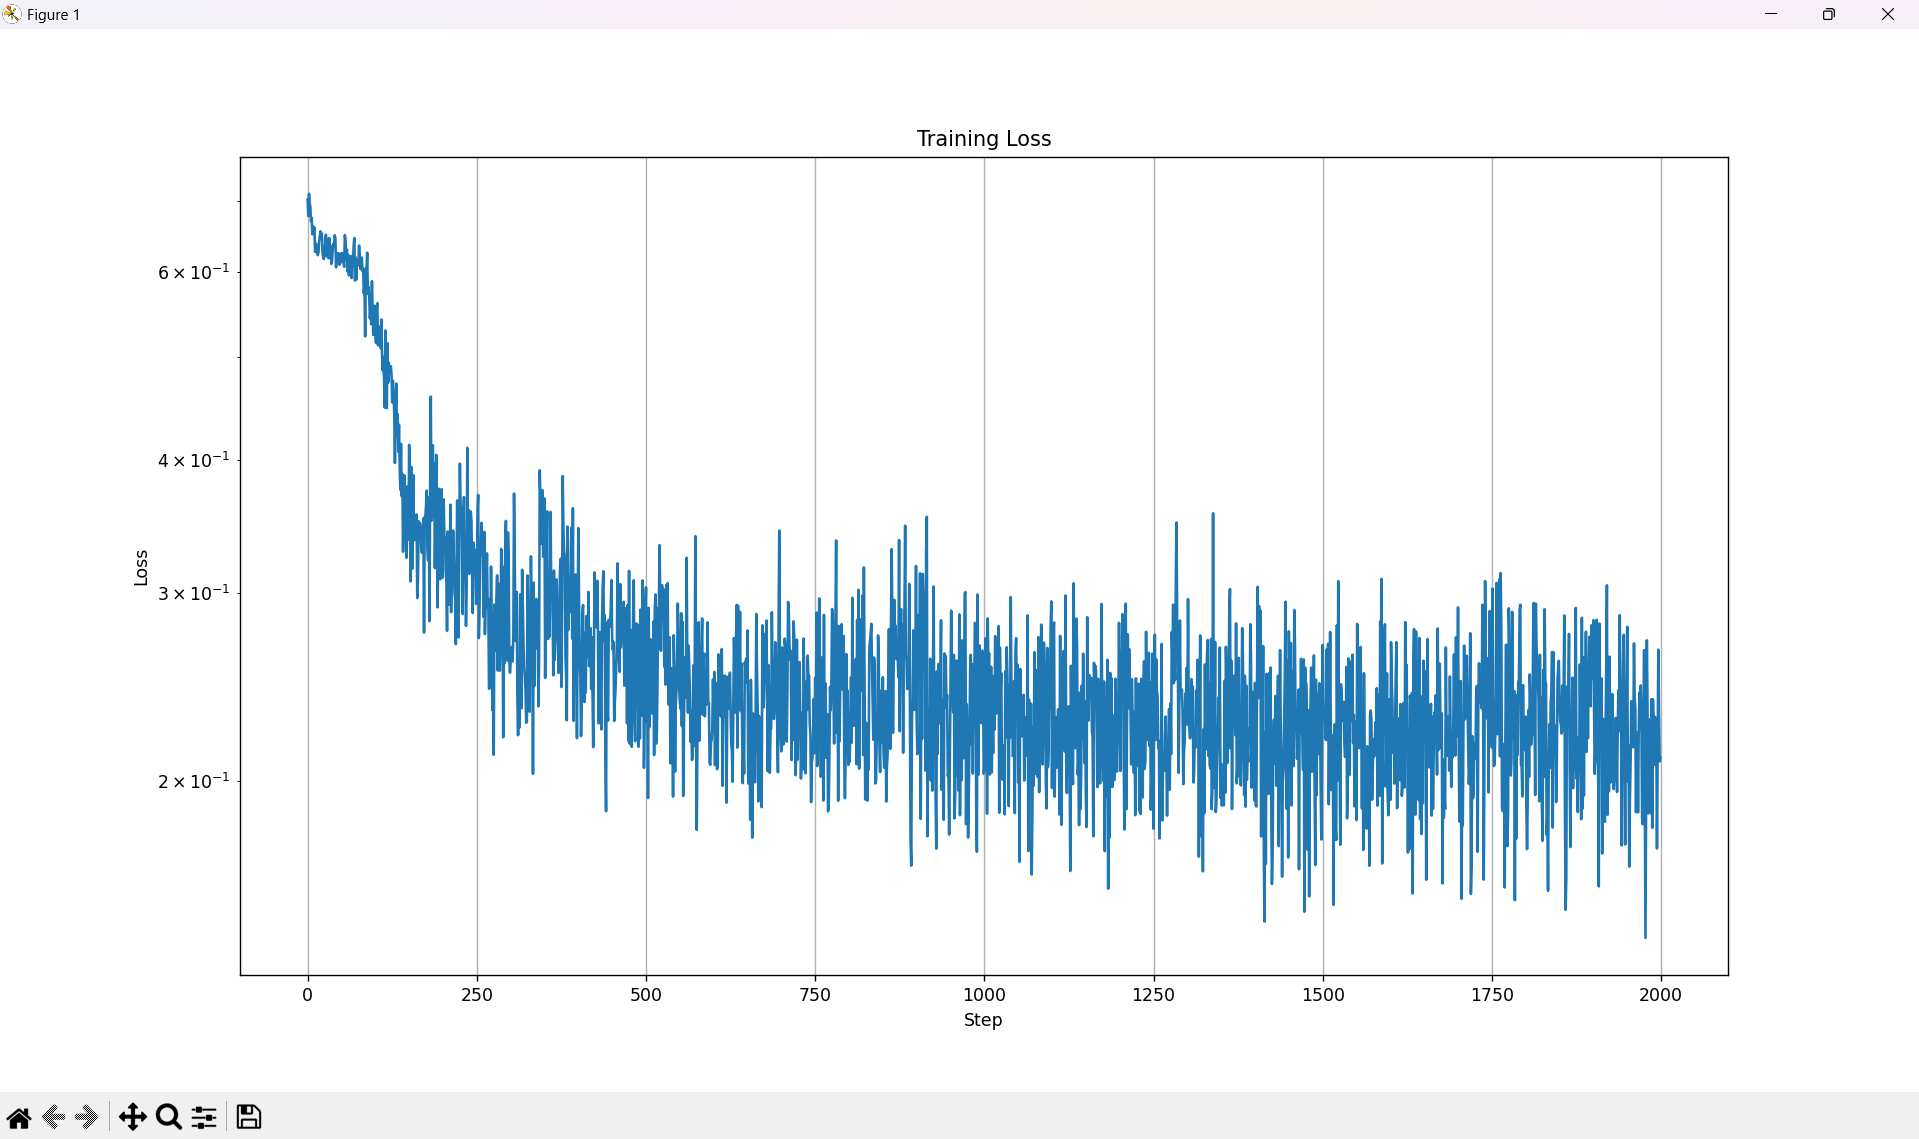 Figure 1
Training Loss
6 × 10⁻¹
4 × 10⁻¹
3 × 10⁻¹
2 × 10⁻¹
Loss
0 250 500 750 1000 1250 1500 1750 2000
Step